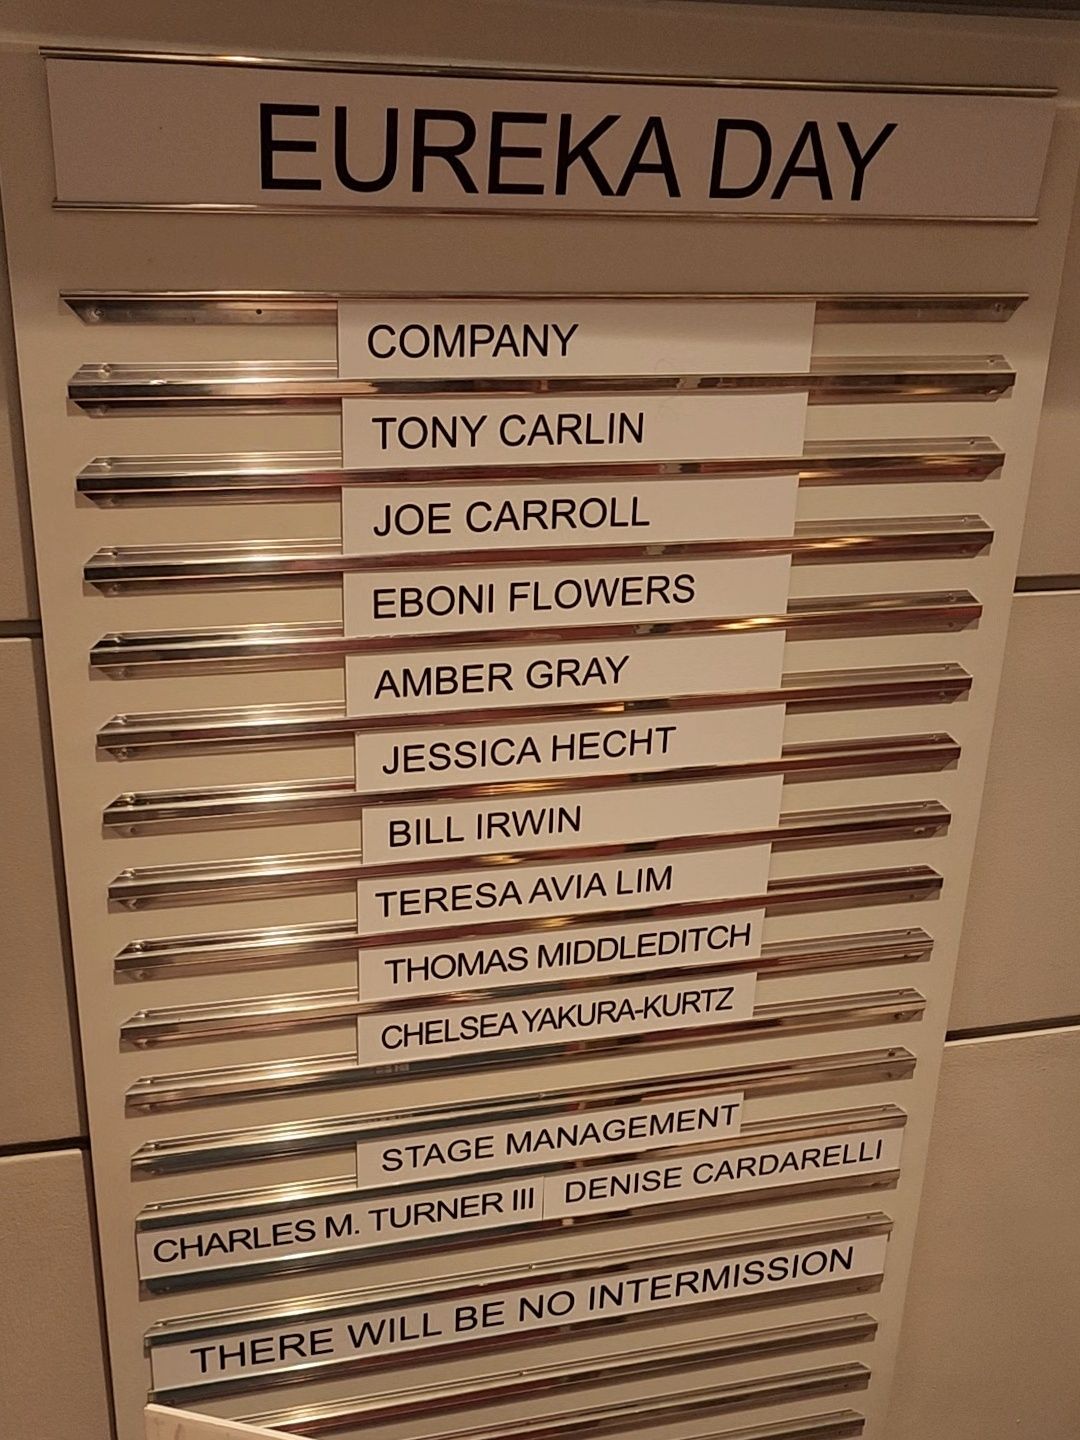 EUREKA DAY
COMPANY
TONY CARLIN
JOE CARROLL
EBONI FLOWERS
AMBER GRAY
JESSICA HECHT
BILL IRWIN
TERESA AVIA LIM
THOMAS MIDDLEDITCH
CHELSEA YAKURA-KURTZ
STAGE MANAGEMENT
CHARLES M. TURNER III DENISE CARDARELLI
THERE WILL BE NO INTERMISSION